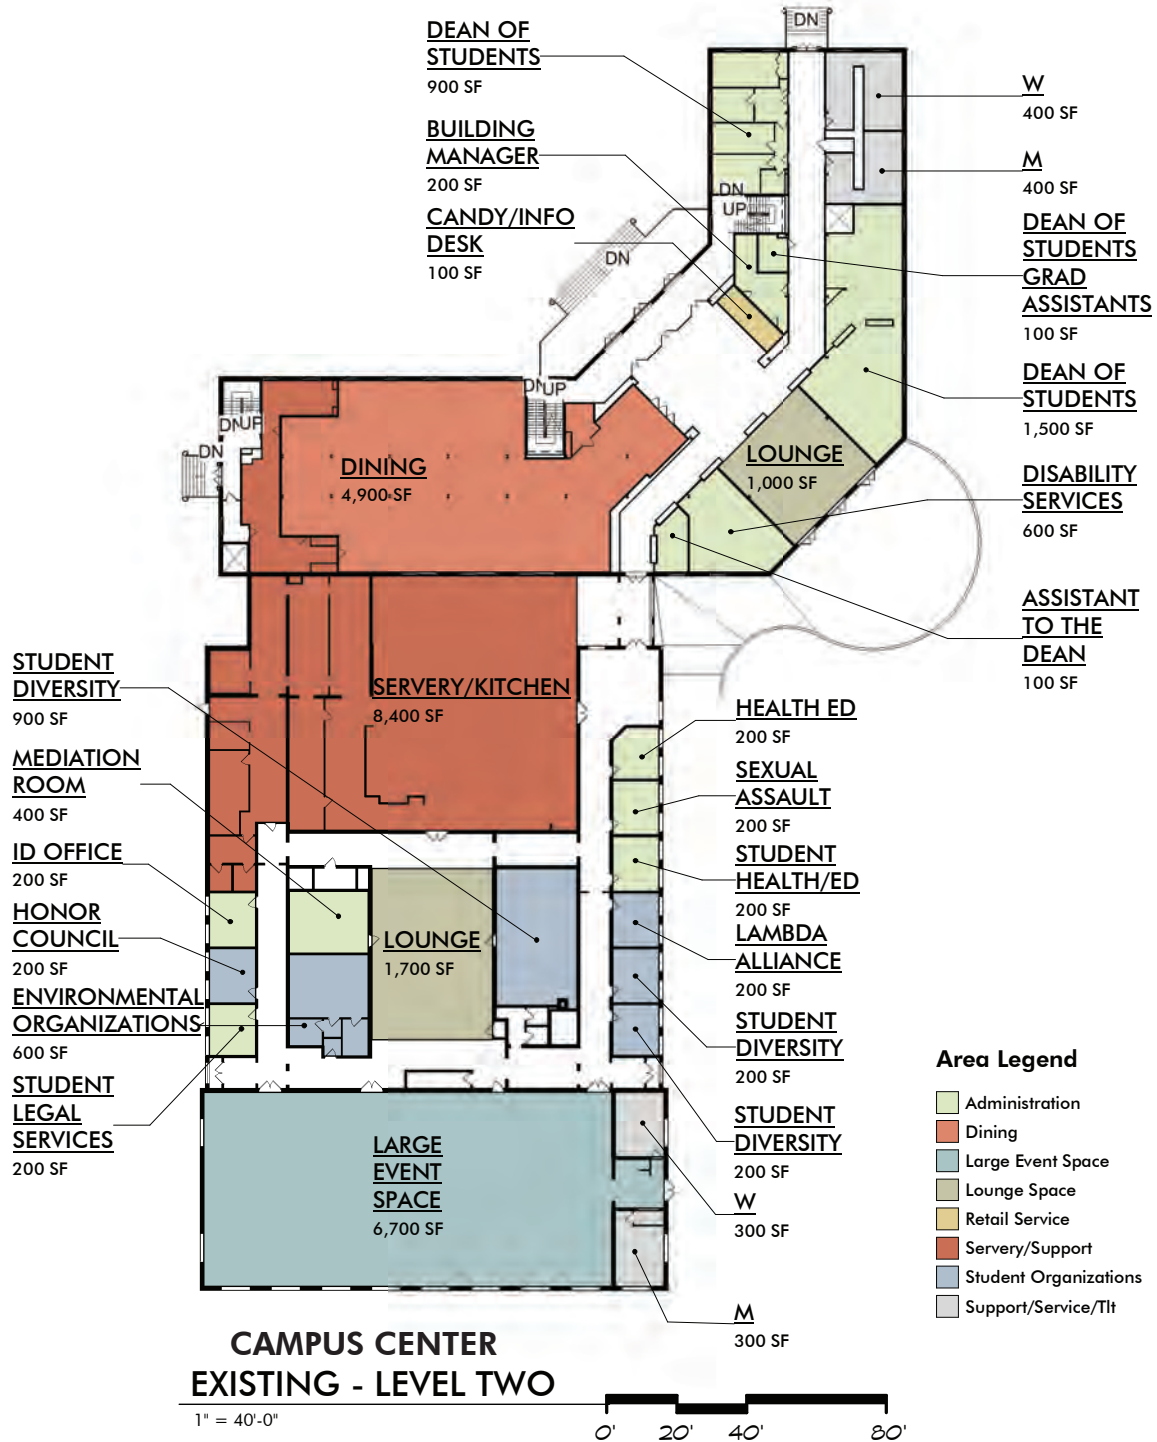 DN
DEAN OF
STUDENTS
900 SF
BUILDING
MANAGER
200 SF
CANDY/INFO
DESK
100 SF
W
400 SF
M
400 SF
DEAN OF
STUDENTS
GRAD
ASSISTANTS
100 SF
DEAN OF
STUDENTS
1,500 SF
DISABILITY
SERVICES
600 SF
ASSISTANT
TO THE
DEAN
100 SF
DN
UP
DN
DN
UP
DN
UP
DN
DINING
4,900 SF
LOUNGE
1,000 SF
SERVERY/KITCHEN
8,400 SF
STUDENT
DIVERSITY
900 SF
MEDIATION
ROOM
400 SF
ID OFFICE
200 SF
HONOR
COUNCIL
200 SF
ENVIRONMENTAL
ORGANIZATIONS
600 SF
STUDENT
LEGAL
SERVICES
200 SF
LOUNGE
1,700 SF
HEALTH ED
200 SF
SEXUAL
ASSAULT
200 SF
STUDENT
HEALTH/ED
200 SF
LAMBDA
ALLIANCE
200 SF
STUDENT
DIVERSITY
200 SF
STUDENT
DIVERSITY
200 SF
W
300 SF
M
300 SF
LARGE
EVENT
SPACE
6,700 SF
Area Legend
Administration
Dining
Large Event Space
Lounge Space
Retail Service
Servery/Support
Student Organizations
Support/Service/Tlt
CAMPUS CENTER
EXISTING - LEVEL TWO
1" = 40'-0"
0' 20' 40' 80'